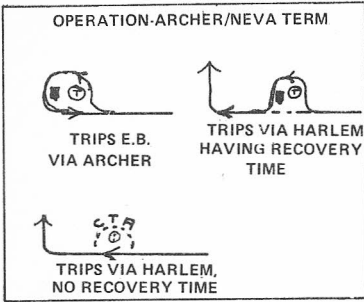 OPERATION-ARCHER/NEVA TERM
T
TRIPS E.B.
VIA ARCHER
T
TRIPS VIA HARLEM
HAVING RECOVERY
TIME
CTA
T
TRIPS VIA HARLEM,
NO RECOVERY TIME